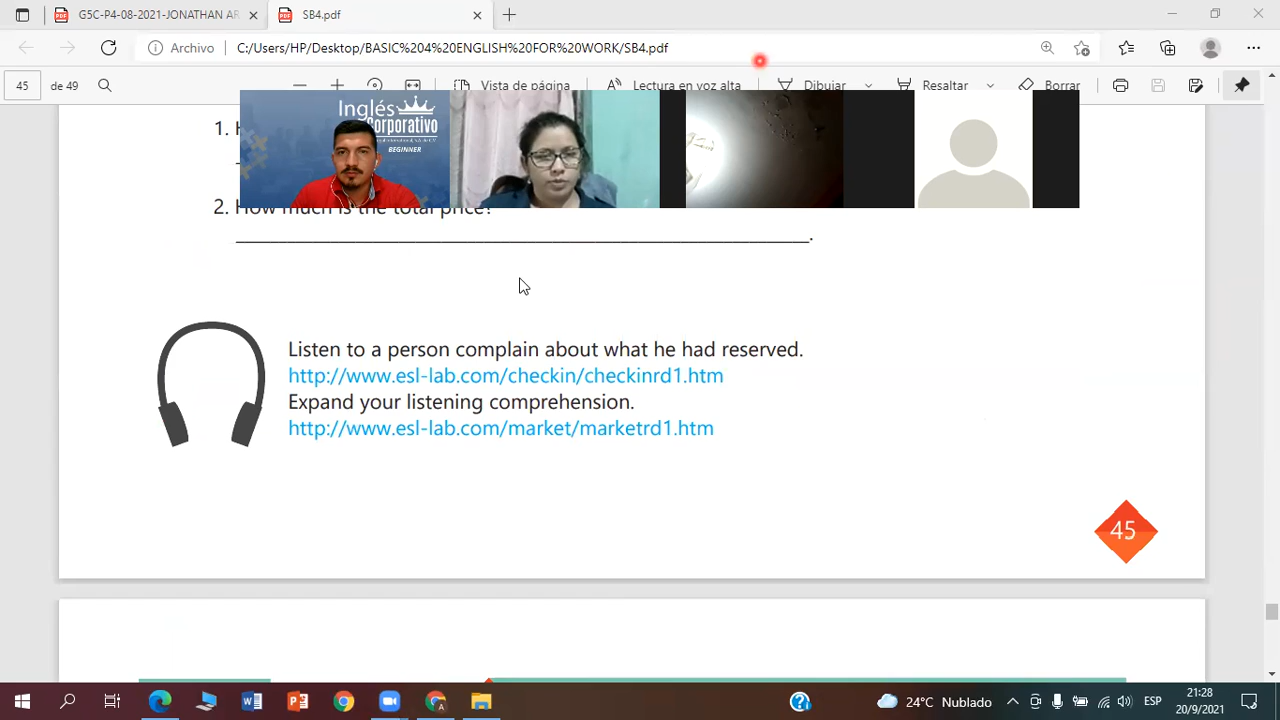 G5C-P4-08-2021-JONATHAN AR
SB4.pdf
Archivo
C:/Users/HP/Desktop/BASIC%204%20ENGLISH%20FOR%20WORK/SB4.pdf
45
de 49
Vista de página
Lectura en voz alta
Dibujar
Resaltar
Borrar
Inglés
Corporativo
BEGINNER
1.
2. How much is the total price?
Listen to a person complain about what he had reserved.
http://www.esl-lab.com/checkin/checkinrd1.htm
Expand your listening comprehension.
http://www.esl-lab.com/market/marketrd1.htm
45
24°C Nublado
ESP
21:28
20/9/2021